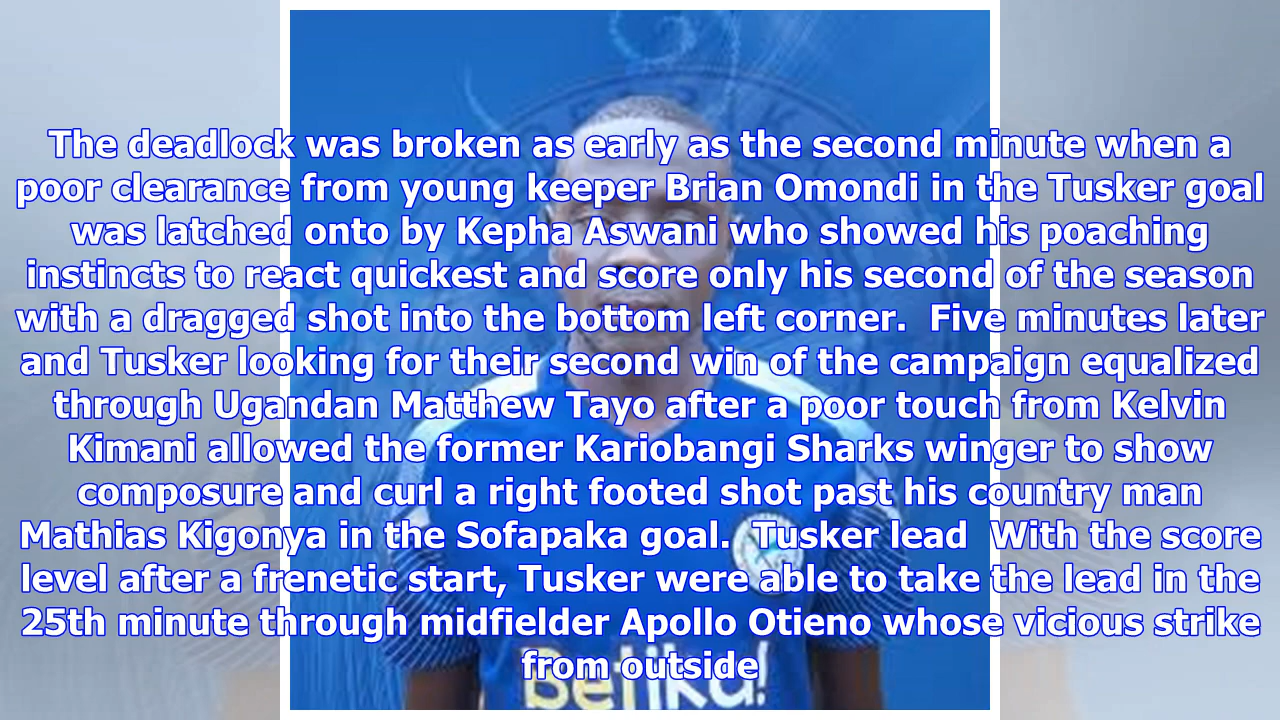 The deadlock was broken as early as the second minute when a
poor clearance from young keeper Brian Omondi in the Tusker goal
was latched onto by Kepha Aswani who showed his poaching
instincts to react quickest and score only his second of the season
with a dragged shot into the bottom left corner.  Five minutes later
and Tusker looking for their second win of the campaign equalized
through Ugandan Matthew Tayo after a poor touch from Kelvin
Kimani allowed the former Kariobangi Sharks winger to show
composure and curl a right footed shot past his country man
Mathias Kigonya in the Sofapaka goal.  Tusker lead  With the score
level after a frenetic start, Tusker were able to take the lead in the
25th minute through midfielder Apollo Otieno whose vicious strike
from outside
Betika!